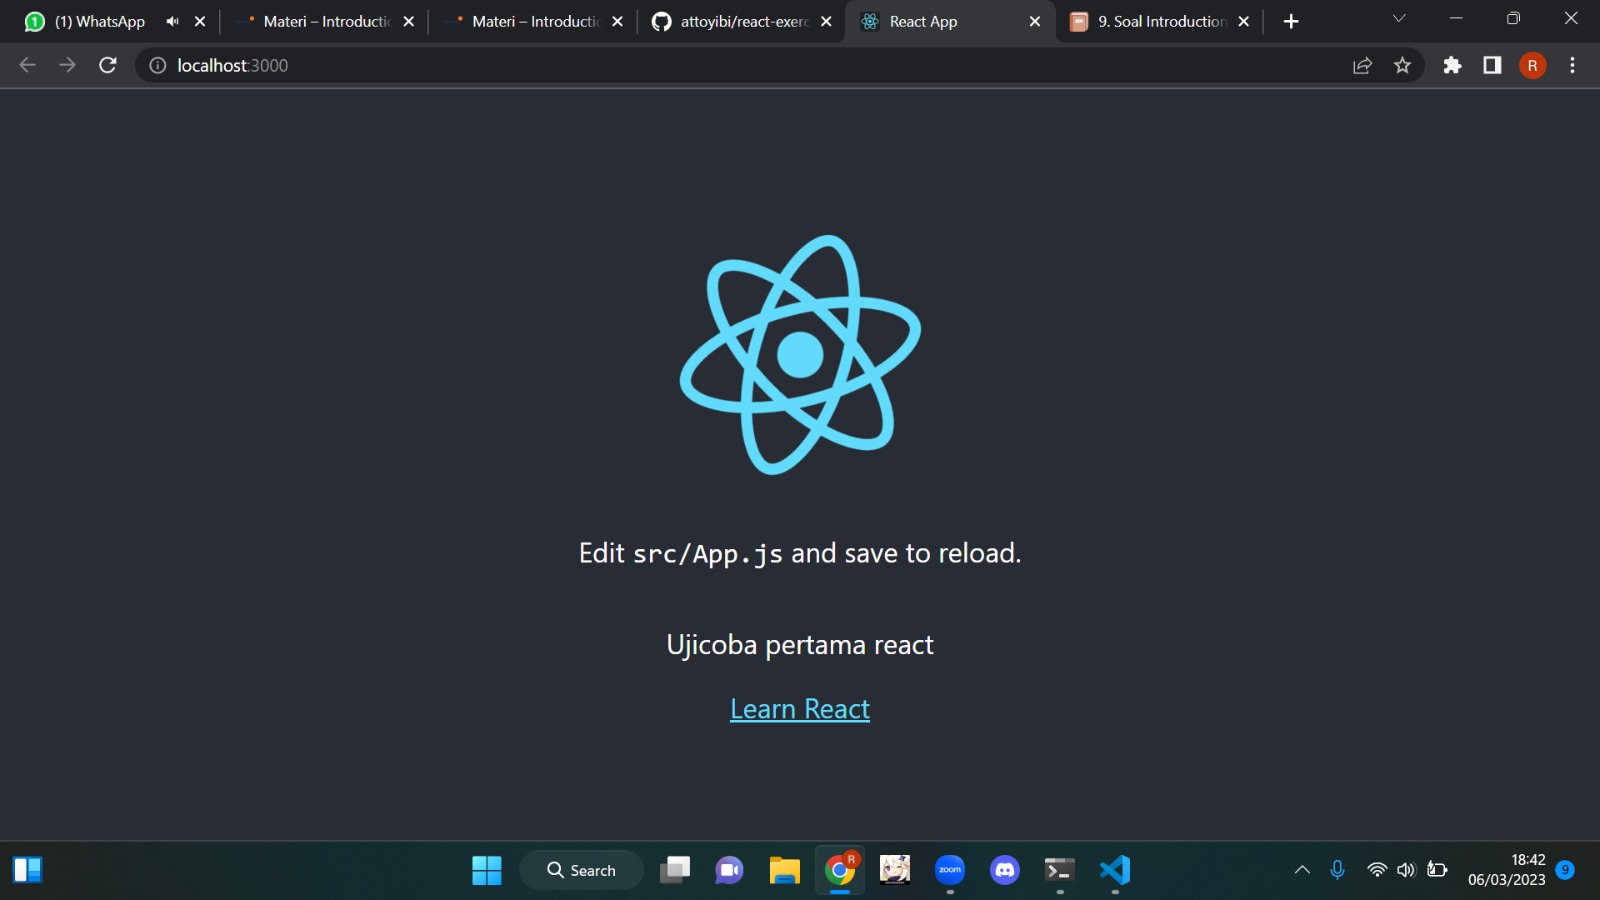 (1) WhatsApp
Materi – Introductic
Materi – Introductic
attoyibi/react-exerc
React App
9. Soal Introduction
localhost:3000
R
Edit src/App.js and save to reload.
Ujicoba pertama react
Learn React
Search
R
zoom
18:42
06/03/2023
9